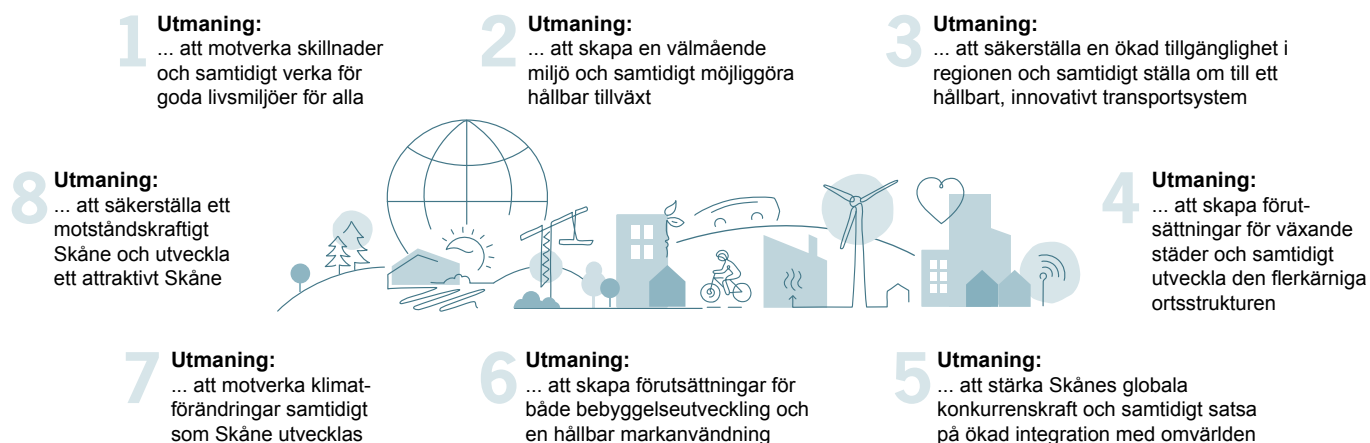 1
Utmaning:
... att motverka skillnader
och samtidigt verka för
goda livsmiljöer för alla
2
Utmaning:
... att skapa en välmående
miljö och samtidigt möjliggöra
hållbar tillväxt
3
Utmaning:
... att säkerställa en ökad tillgänglighet i
regionen och samtidigt ställa om till ett
hållbart, innovativt transportsystem
4
Utmaning:
... att skapa förut-
sättningar för växande
städer och samtidigt
utveckla den flerkärniga
ortsstrukturen
5
Utmaning:
... att stärka Skånes globala
konkurrenskraft och samtidigt satsa
på ökad integration med omvärlden
6
Utmaning:
... att skapa förutsättningar för
både bebyggelseutveckling och
en hållbar markanvändning
7
Utmaning:
... att motverka klimat-
förändringar samtidigt
som Skåne utvecklas
8
Utmaning:
... att säkerställa ett
motståndskraftigt
Skåne och utveckla
ett attraktivt Skåne